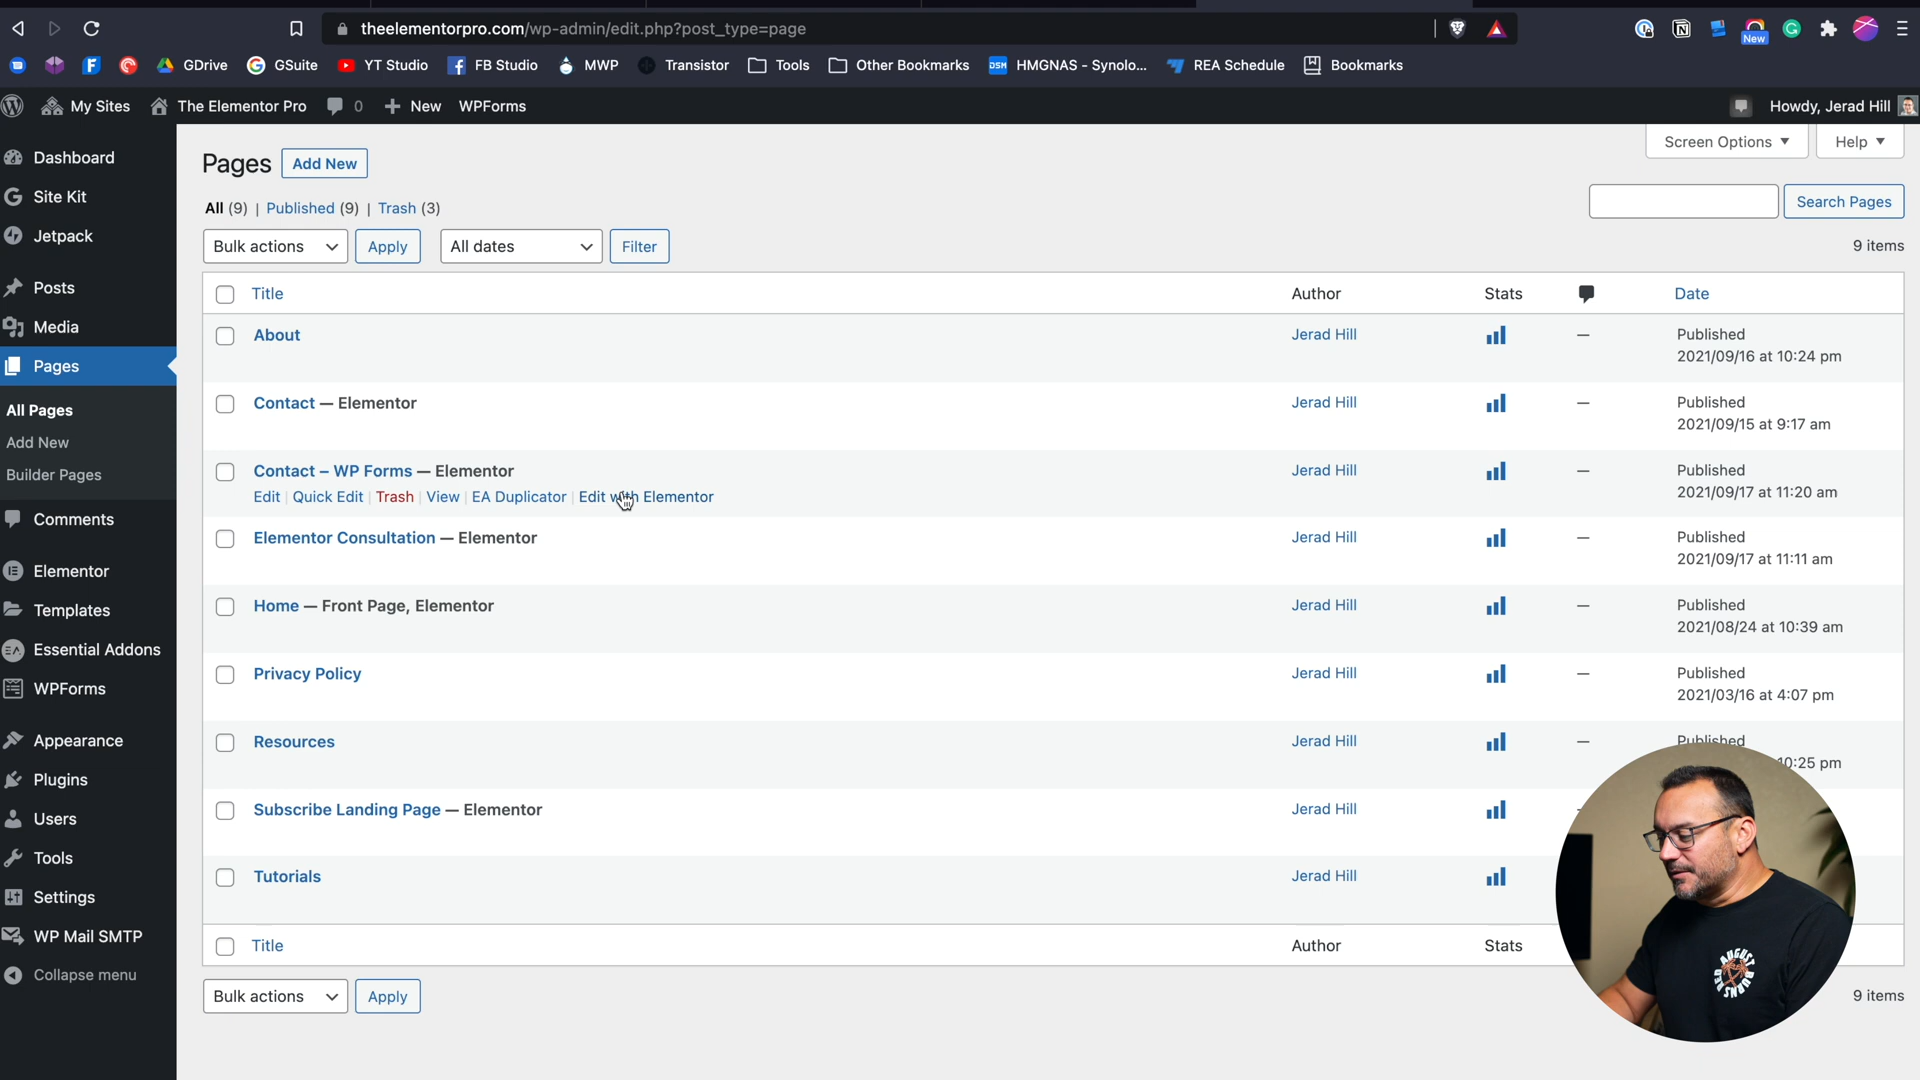 theelementorpro.com/wp-admin/edit.php?post_type=page
New
GDrive GSuite YT Studio FB Studio MWP Transistor Tools Other Bookmarks DSM HMGNAS - Synolo... REA Schedule Bookmarks
My Sites The Elementor Pro 0 + New WPForms Howdy, Jerad Hill
Screen Options Help
Dashboard
Site Kit
Jetpack
Posts
Media
Pages
All Pages
Add New
Builder Pages
Comments
Elementor
Templates
Essential Addons
WPForms
Appearance
Plugins
Users
Tools
Settings
WP Mail SMTP
Collapse menu
Pages Add New
Search Pages
All (9) | Published (9) | Trash (3)
Bulk actions Apply All dates Filter 9 items
Title Author Stats Date
About Jerad Hill — Published
2021/09/16 at 10:24 pm
Contact — Elementor Jerad Hill — Published
2021/09/15 at 9:17 am
Contact – WP Forms — Elementor Jerad Hill — Published
Edit | Quick Edit | Trash | View | EA Duplicator | Edit with Elementor 2021/09/17 at 11:20 am
Elementor Consultation — Elementor Jerad Hill — Published
2021/09/17 at 11:11 am
Home — Front Page, Elementor Jerad Hill — Published
2021/08/24 at 10:39 am
Privacy Policy Jerad Hill — Published
2021/03/16 at 4:07 pm
Resources Jerad Hill — Published
10:25 pm
Subscribe Landing Page — Elementor Jerad Hill
Tutorials Jerad Hill
Title Author Stats
Bulk actions Apply 9 items
AUGUST
BURNS RED